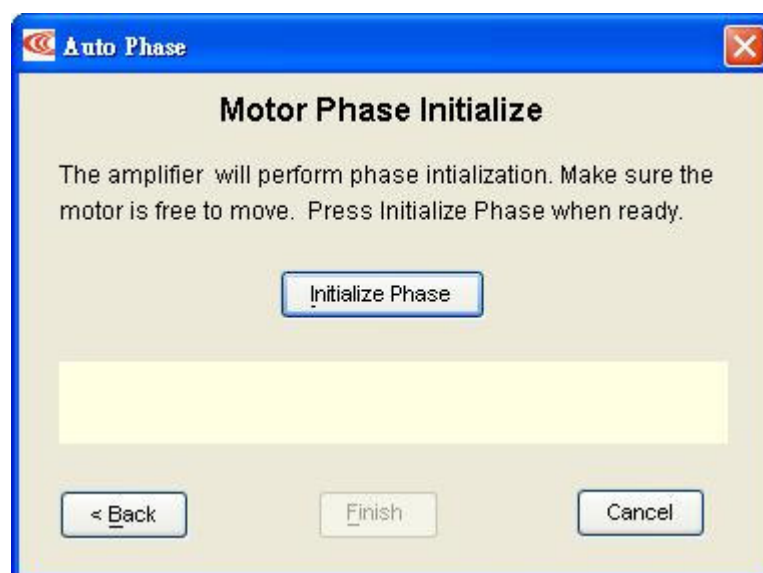 Auto Phase
Motor Phase Initialize
The amplifier will perform phase intialization. Make sure the
motor is free to move. Press Initialize Phase when ready.
Initialize Phase
< Back
Finish
Cancel